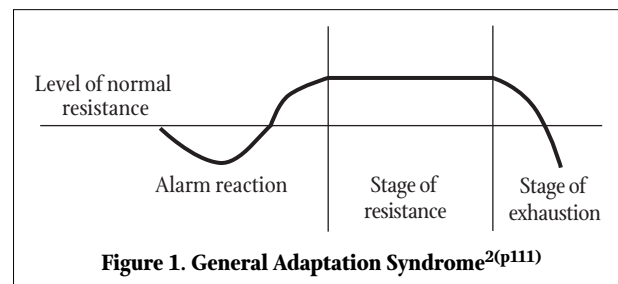 Level of normal
resistance
Alarm reaction
Stage of
resistance
Stage of
exhaustion
Figure 1. General Adaptation Syndrome2(p111)